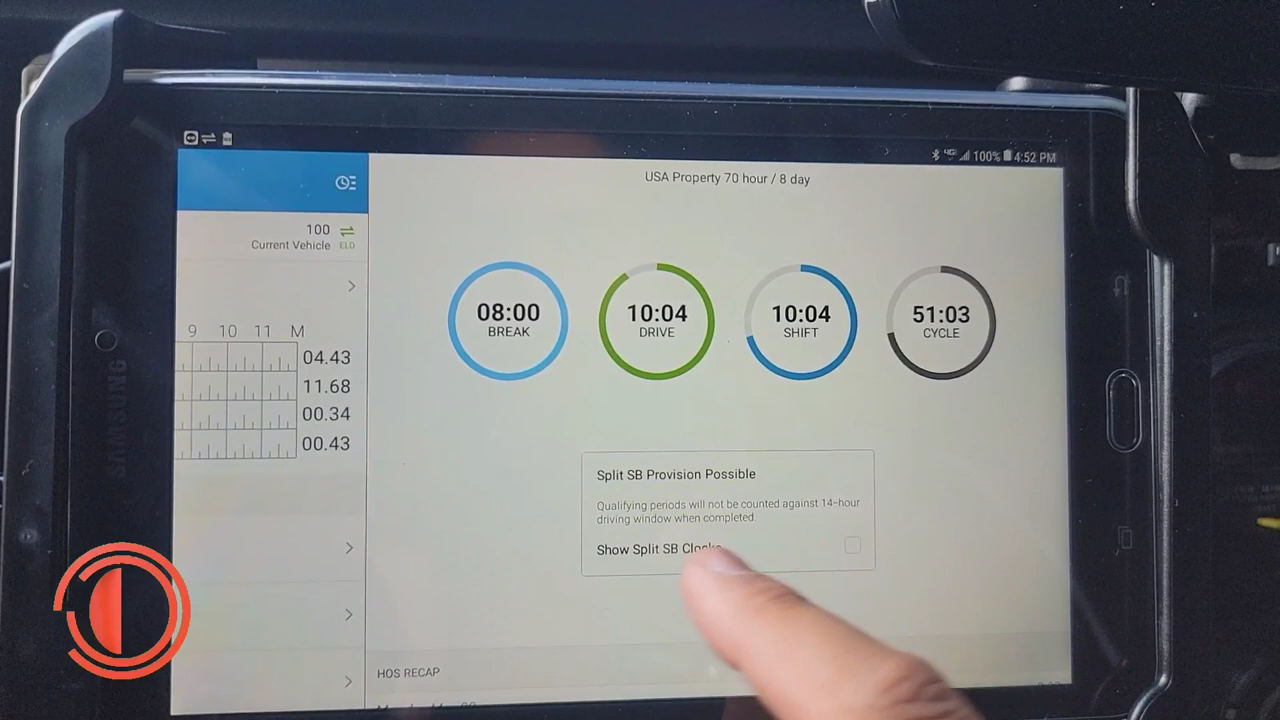 100% 4:52 PM
USA Property 70 hour / 8 day
100
Current Vehicle ELD
9 10 11 M
04.43
11.68
00.34
00.43
08:00
BREAK
10:04
DRIVE
10:04
SHIFT
51:03
CYCLE
Split SB Provision Possible
Qualifying periods will not be counted against 14-hour
driving window when completed.
Show Split SB Clocks
HOS RECAP
SAMSUNG